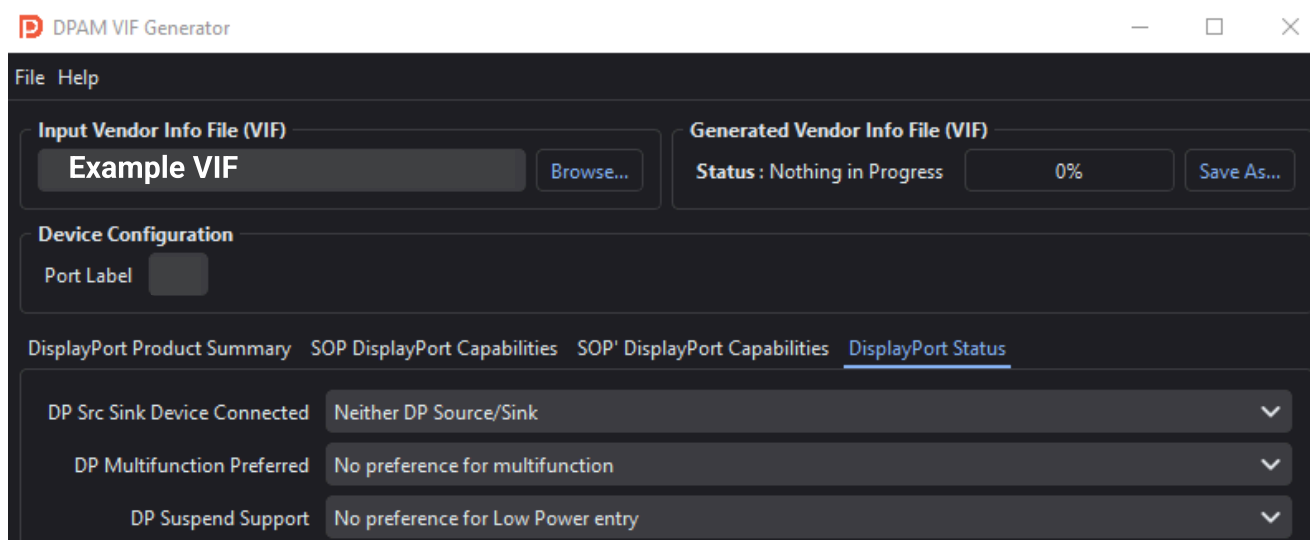 DPAM VIF Generator
File Help
Input Vendor Info File (VIF)
Example VIF
Browse...
Generated Vendor Info File (VIF)
Status : Nothing in Progress
0%
Save As...
Device Configuration
Port Label
DisplayPort Product Summary SOP DisplayPort Capabilities SOP' DisplayPort Capabilities DisplayPort Status
DP Src Sink Device Connected Neither DP Source/Sink
DP Multifunction Preferred No preference for multifunction
DP Suspend Support No preference for Low Power entry